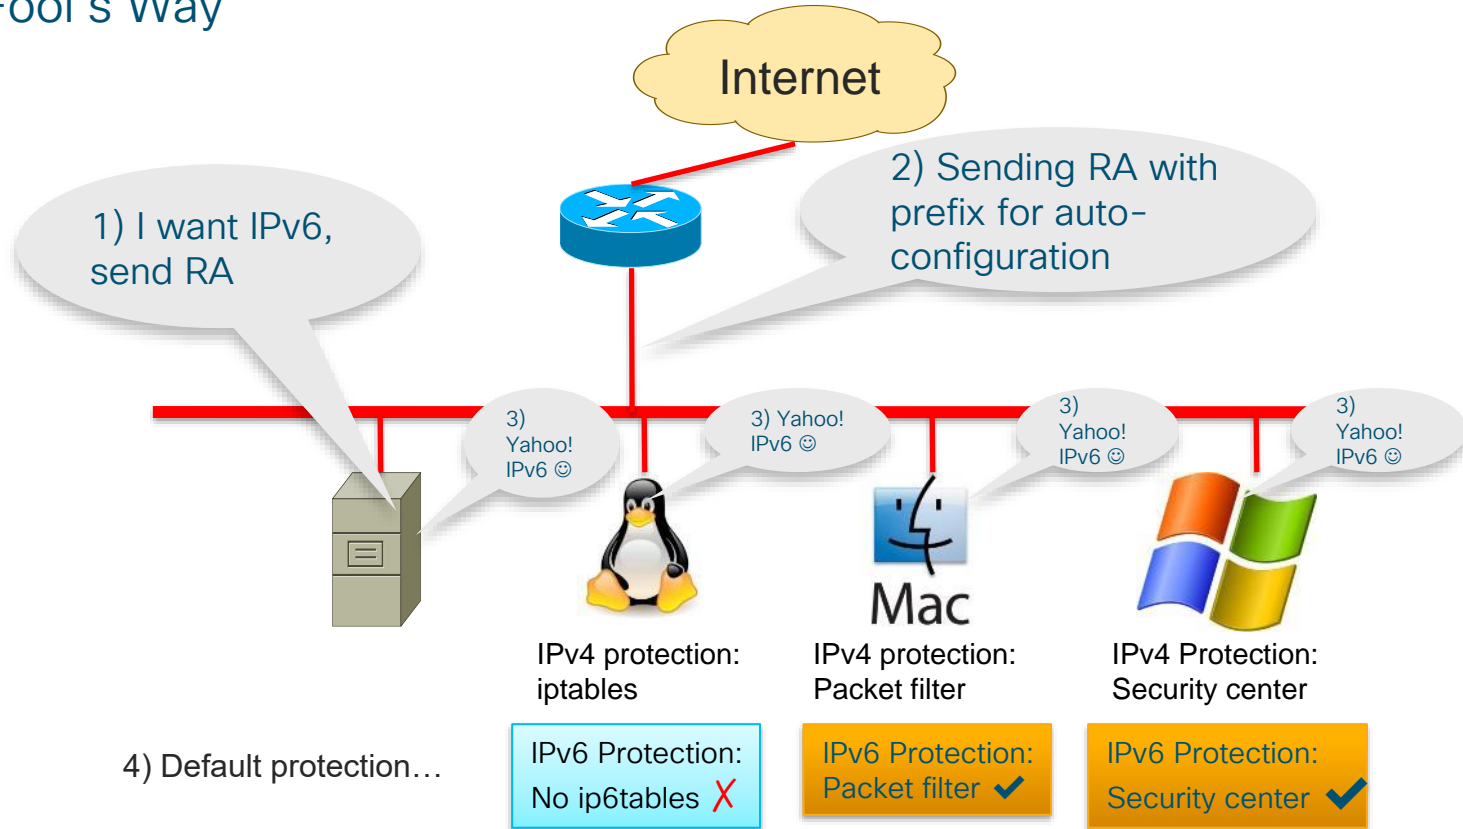 Fool's Way
Internet
1) I want IPv6,
send RA
2) Sending RA with
prefix for auto-
configuration
3)
Yahoo!
IPv6 ☺
3) Yahoo!
IPv6 ☺
3)
Yahoo!
IPv6 ☺
3)
Yahoo!
IPv6 ☺
Mac
IPv4 protection:
iptables
IPv4 protection:
Packet filter
IPv4 Protection:
Security center
4) Default protection…
IPv6 Protection:
No ip6tables ✗
IPv6 Protection:
Packet filter ✔
IPv6 Protection:
Security center ✔